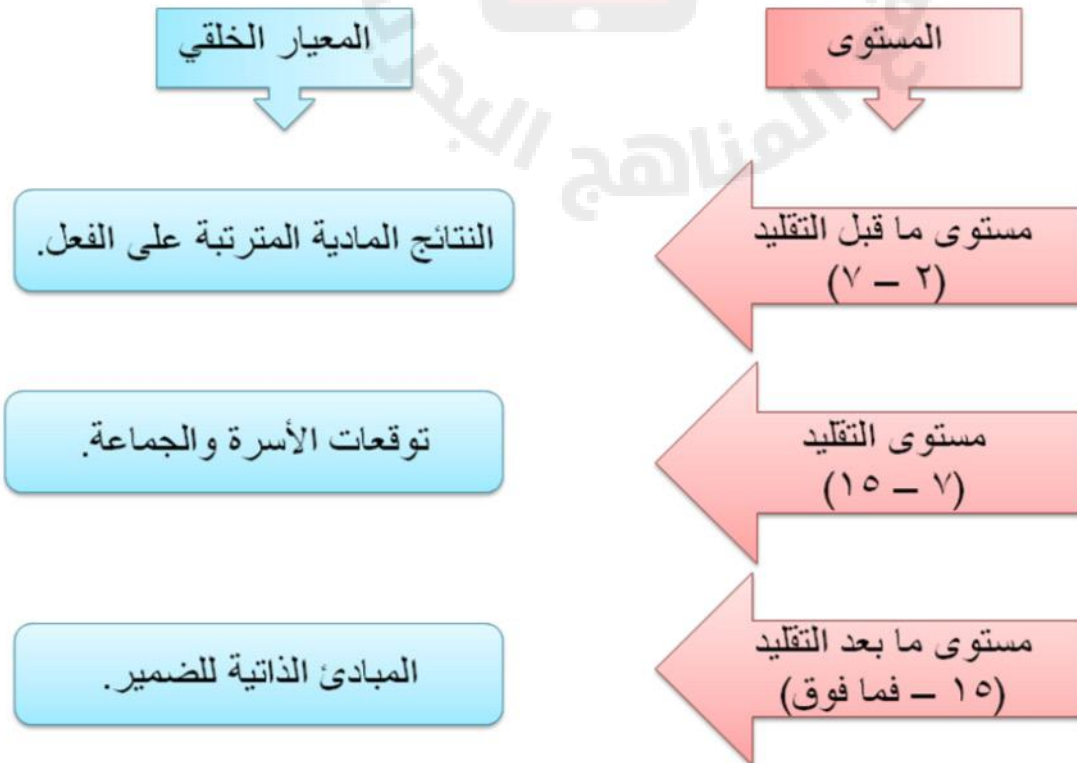 المستوى
المعيار الخلقي
مستوى ما قبل التقليد
(٢ – ٧)
النتائج المادية المترتبة على الفعل.
مستوى التقليد
(٧ – ١٥)
توقعات الأسرة والجماعة.
مستوى ما بعد التقليد
(١٥ – فما فوق)
المبادئ الذاتية للضمير.
المناهج